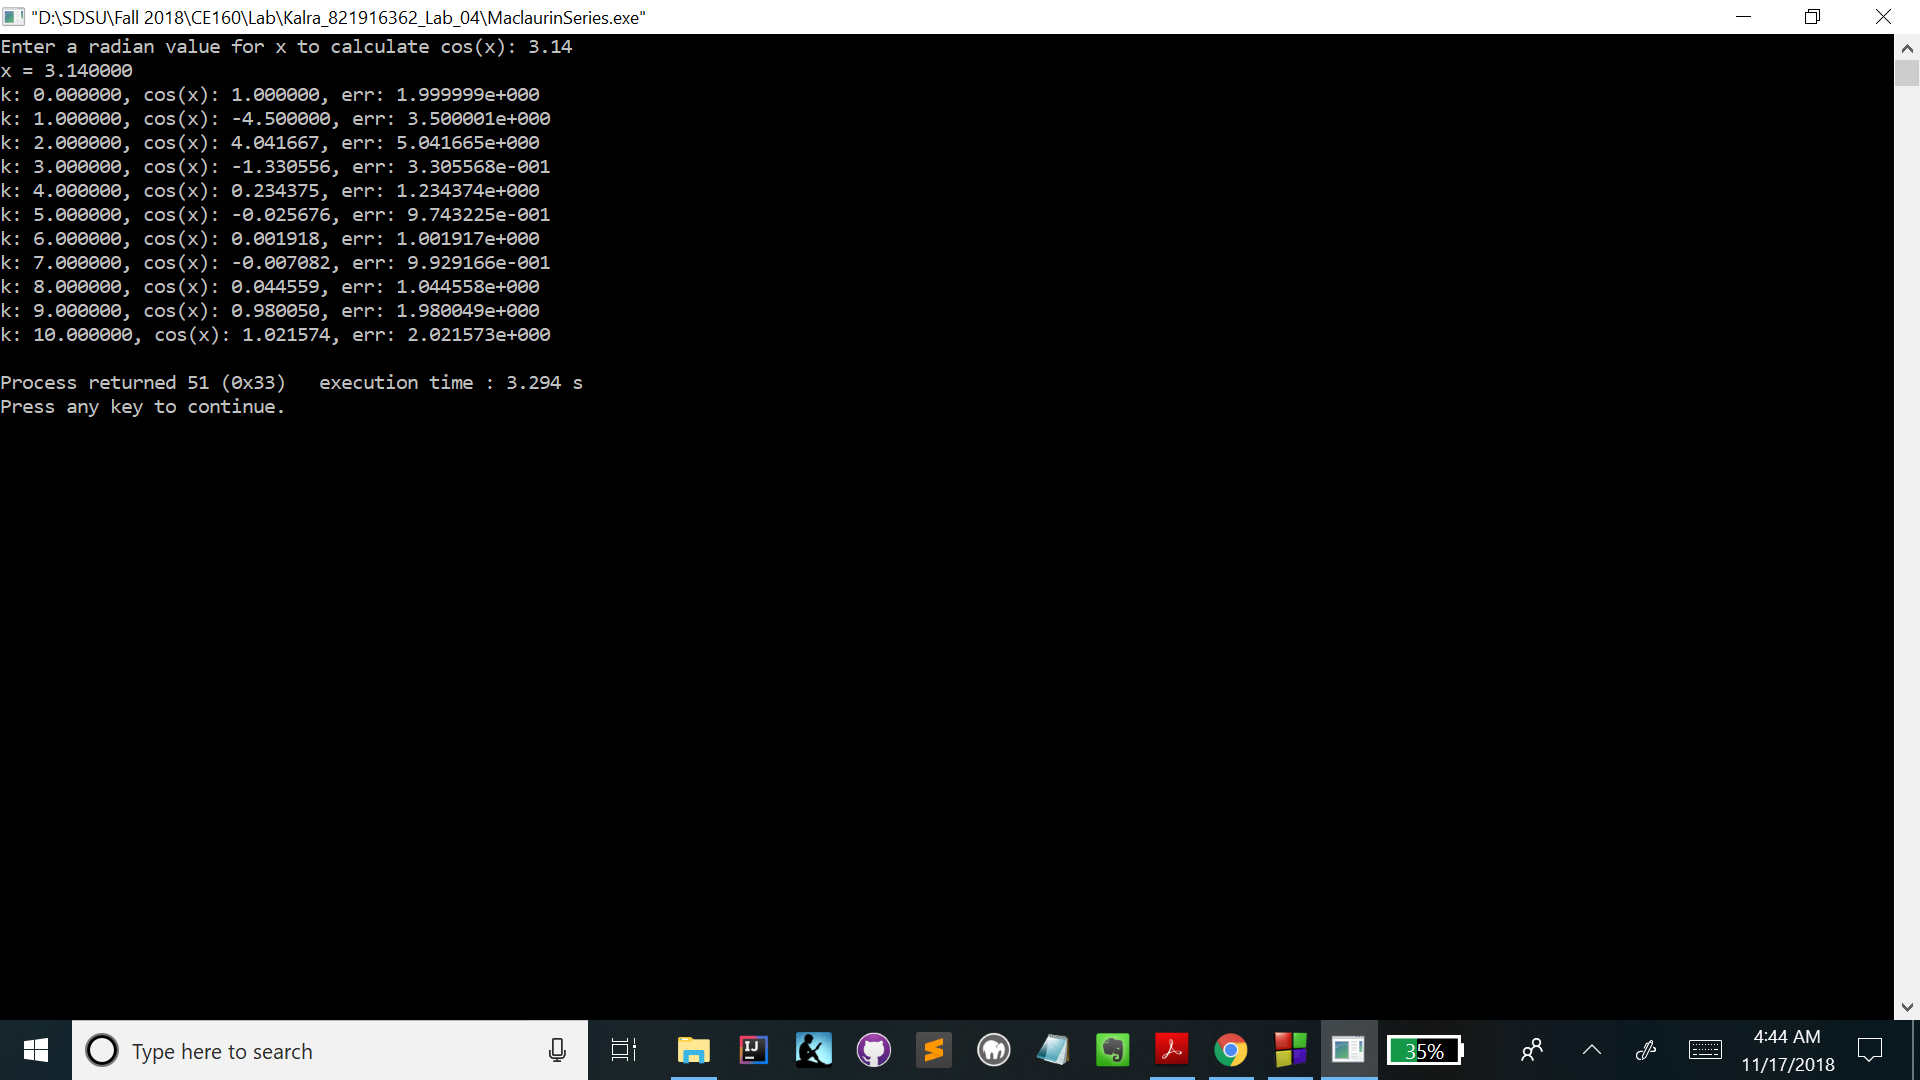 "D:\SDSU\Fall 2018\CE160\Lab\Kalra_821916362_Lab_04\MaclaurinSeries.exe"
Enter a radian value for x to calculate cos(x): 3.14
x = 3.140000
k: 0.000000, cos(x): 1.000000, err: 1.999999e+000
k: 1.000000, cos(x): -4.500000, err: 3.500001e+000
k: 2.000000, cos(x): 4.041667, err: 5.041665e+000
k: 3.000000, cos(x): -1.330556, err: 3.305568e-001
k: 4.000000, cos(x): 0.234375, err: 1.234374e+000
k: 5.000000, cos(x): -0.025676, err: 9.743225e-001
k: 6.000000, cos(x): 0.001918, err: 1.001917e+000
k: 7.000000, cos(x): -0.007082, err: 9.929166e-001
k: 8.000000, cos(x): 0.044559, err: 1.044558e+000
k: 9.000000, cos(x): 0.980050, err: 1.980049e+000
k: 10.000000, cos(x): 1.021574, err: 2.021573e+000
Process returned 51 (0x33)   execution time : 3.294 s
Press any key to continue.
Type here to search
IJ
35%
4:44 AM
11/17/2018